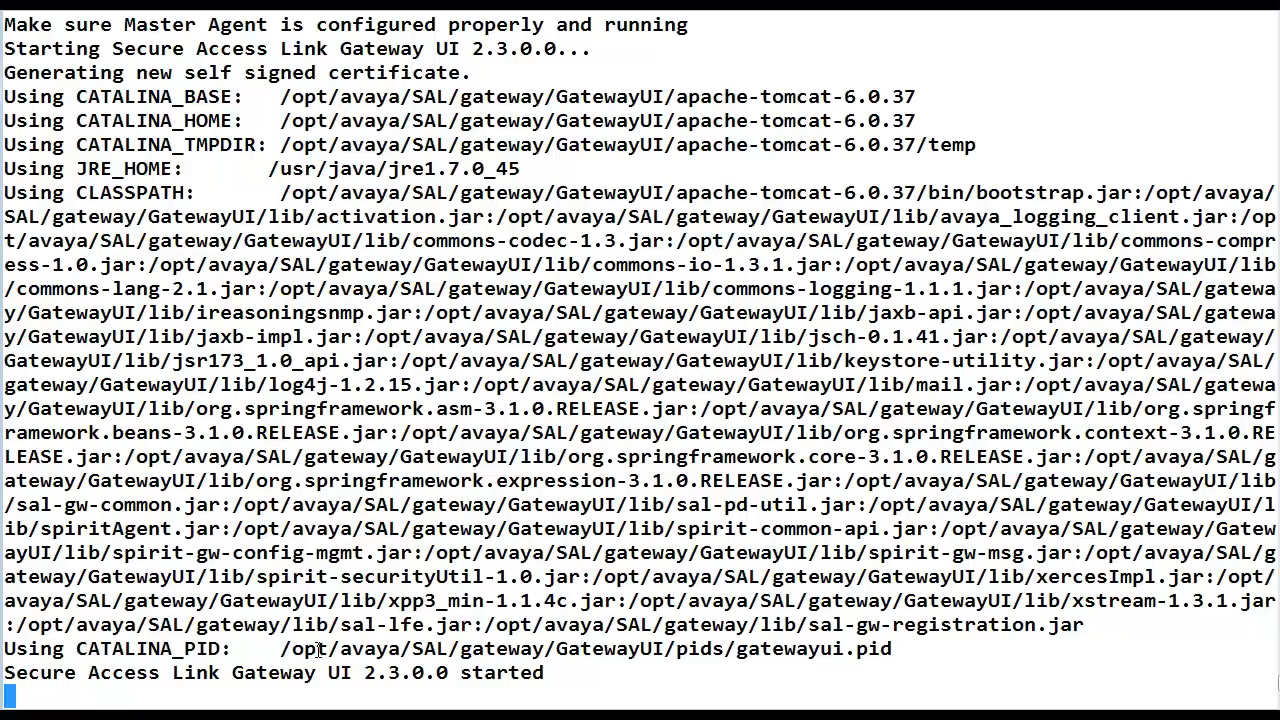 Make sure Master Agent is configured properly and running
Starting Secure Access Link Gateway UI 2.3.0.0...
Generating new self signed certificate.
Using CATALINA_BASE:   /opt/avaya/SAL/gateway/GatewayUI/apache-tomcat-6.0.37
Using CATALINA_HOME:   /opt/avaya/SAL/gateway/GatewayUI/apache-tomcat-6.0.37
Using CATALINA_TMPDIR: /opt/avaya/SAL/gateway/GatewayUI/apache-tomcat-6.0.37/temp
Using JRE_HOME:       /usr/java/jre1.7.0_45
Using CLASSPATH:       /opt/avaya/SAL/gateway/GatewayUI/apache-tomcat-6.0.37/bin/bootstrap.jar:/opt/avaya/
SAL/gateway/GatewayUI/lib/activation.jar:/opt/avaya/SAL/gateway/GatewayUI/lib/avaya_logging_client.jar:/op
t/avaya/SAL/gateway/GatewayUI/lib/commons-codec-1.3.jar:/opt/avaya/SAL/gateway/GatewayUI/lib/commons-compr
ess-1.0.jar:/opt/avaya/SAL/gateway/GatewayUI/lib/commons-io-1.3.1.jar:/opt/avaya/SAL/gateway/GatewayUI/lib
/commons-lang-2.1.jar:/opt/avaya/SAL/gateway/GatewayUI/lib/commons-logging-1.1.1.jar:/opt/avaya/SAL/gatewa
y/GatewayUI/lib/ireasoningsnmp.jar:/opt/avaya/SAL/gateway/GatewayUI/lib/jaxb-api.jar:/opt/avaya/SAL/gatewa
y/GatewayUI/lib/jaxb-impl.jar:/opt/avaya/SAL/gateway/GatewayUI/lib/jsch-0.1.41.jar:/opt/avaya/SAL/gateway/
GatewayUI/lib/jsr173_1.0_api.jar:/opt/avaya/SAL/gateway/GatewayUI/lib/keystore-utility.jar:/opt/avaya/SAL/
gateway/GatewayUI/lib/log4j-1.2.15.jar:/opt/avaya/SAL/gateway/GatewayUI/lib/mail.jar:/opt/avaya/SAL/gatewa
y/GatewayUI/lib/org.springframework.asm-3.1.0.RELEASE.jar:/opt/avaya/SAL/gateway/GatewayUI/lib/org.springf
ramework.beans-3.1.0.RELEASE.jar:/opt/avaya/SAL/gateway/GatewayUI/lib/org.springframework.context-3.1.0.RE
LEASE.jar:/opt/avaya/SAL/gateway/GatewayUI/lib/org.springframework.core-3.1.0.RELEASE.jar:/opt/avaya/SAL/g
ateway/GatewayUI/lib/org.springframework.expression-3.1.0.RELEASE.jar:/opt/avaya/SAL/gateway/GatewayUI/lib
/sal-gw-common.jar:/opt/avaya/SAL/gateway/GatewayUI/lib/sal-pd-util.jar:/opt/avaya/SAL/gateway/GatewayUI/l
ib/spiritAgent.jar:/opt/avaya/SAL/gateway/GatewayUI/lib/spirit-common-api.jar:/opt/avaya/SAL/gateway/Gatew
ayUI/lib/spirit-gw-config-mgmt.jar:/opt/avaya/SAL/gateway/GatewayUI/lib/spirit-gw-msg.jar:/opt/avaya/SAL/g
ateway/GatewayUI/lib/spirit-securityUtil-1.0.jar:/opt/avaya/SAL/gateway/GatewayUI/lib/xercesImpl.jar:/opt/
avaya/SAL/gateway/GatewayUI/lib/xpp3_min-1.1.4c.jar:/opt/avaya/SAL/gateway/GatewayUI/lib/xstream-1.3.1.jar
:/opt/avaya/SAL/gateway/lib/sal-lfe.jar:/opt/avaya/SAL/gateway/lib/sal-gw-registration.jar
Using CATALINA_PID:    /opt/avaya/SAL/gateway/GatewayUI/pids/gatewayui.pid
Secure Access Link Gateway UI 2.3.0.0 started